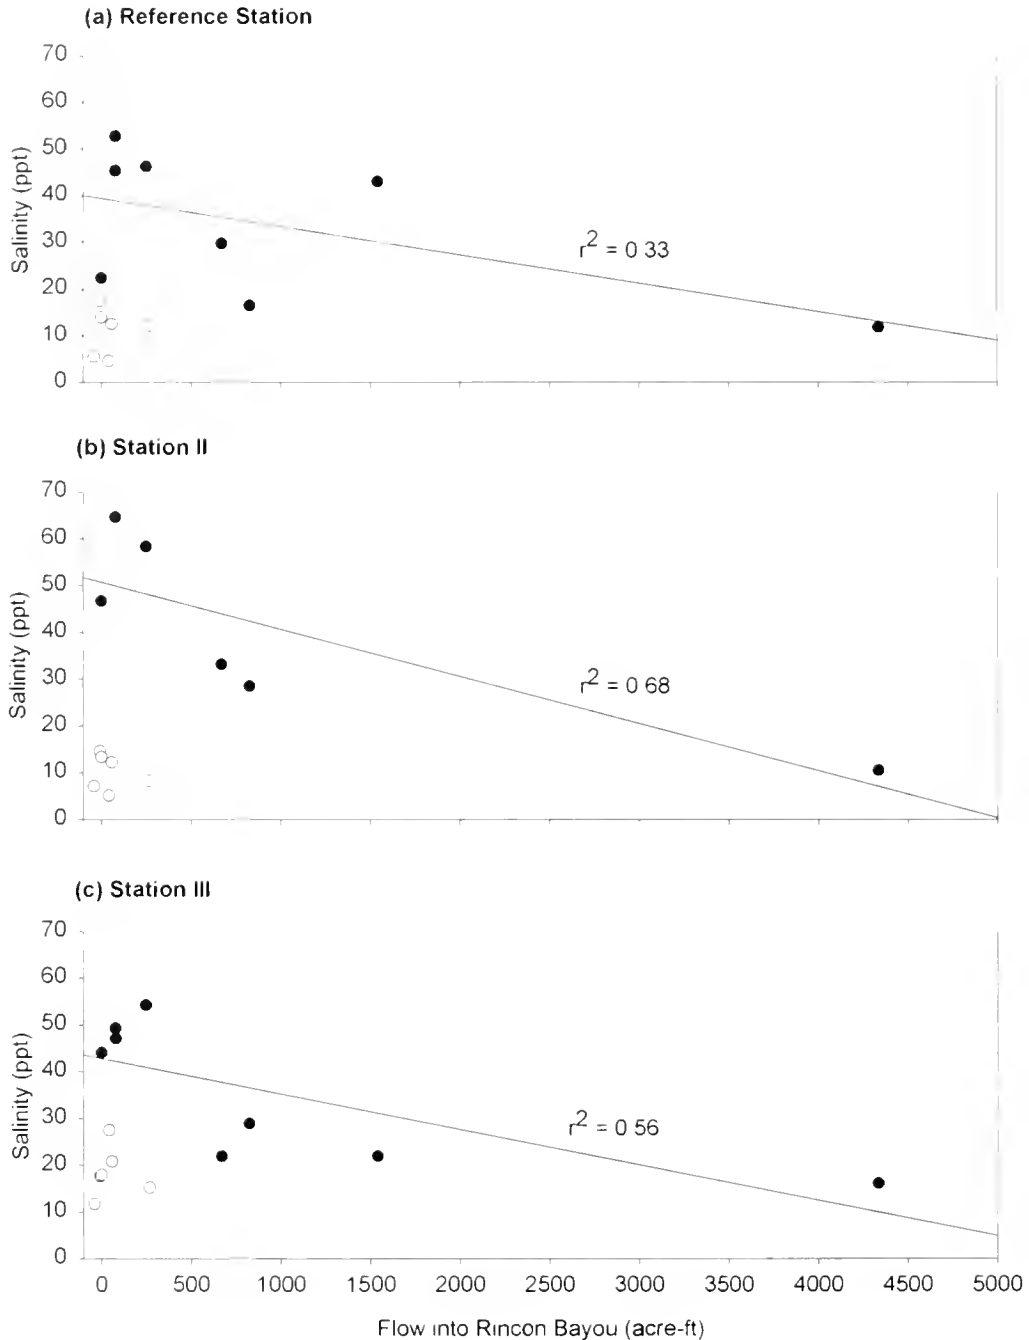 (a) Reference Station
70
60
50
40
30
20
10
0
Salinity (ppt)
r² = 0 33
(b) Station II
70
60
50
40
30
20
10
0
Salinity (ppt)
r² = 0 68
(c) Station III
70
60
50
40
30
20
10
0
Salinity (ppt)
r² = 0 56
0 500 1000 1500 2000 2500 3000 3500 4000 4500 5000
Flow into Rincon Bayou (acre-ft)